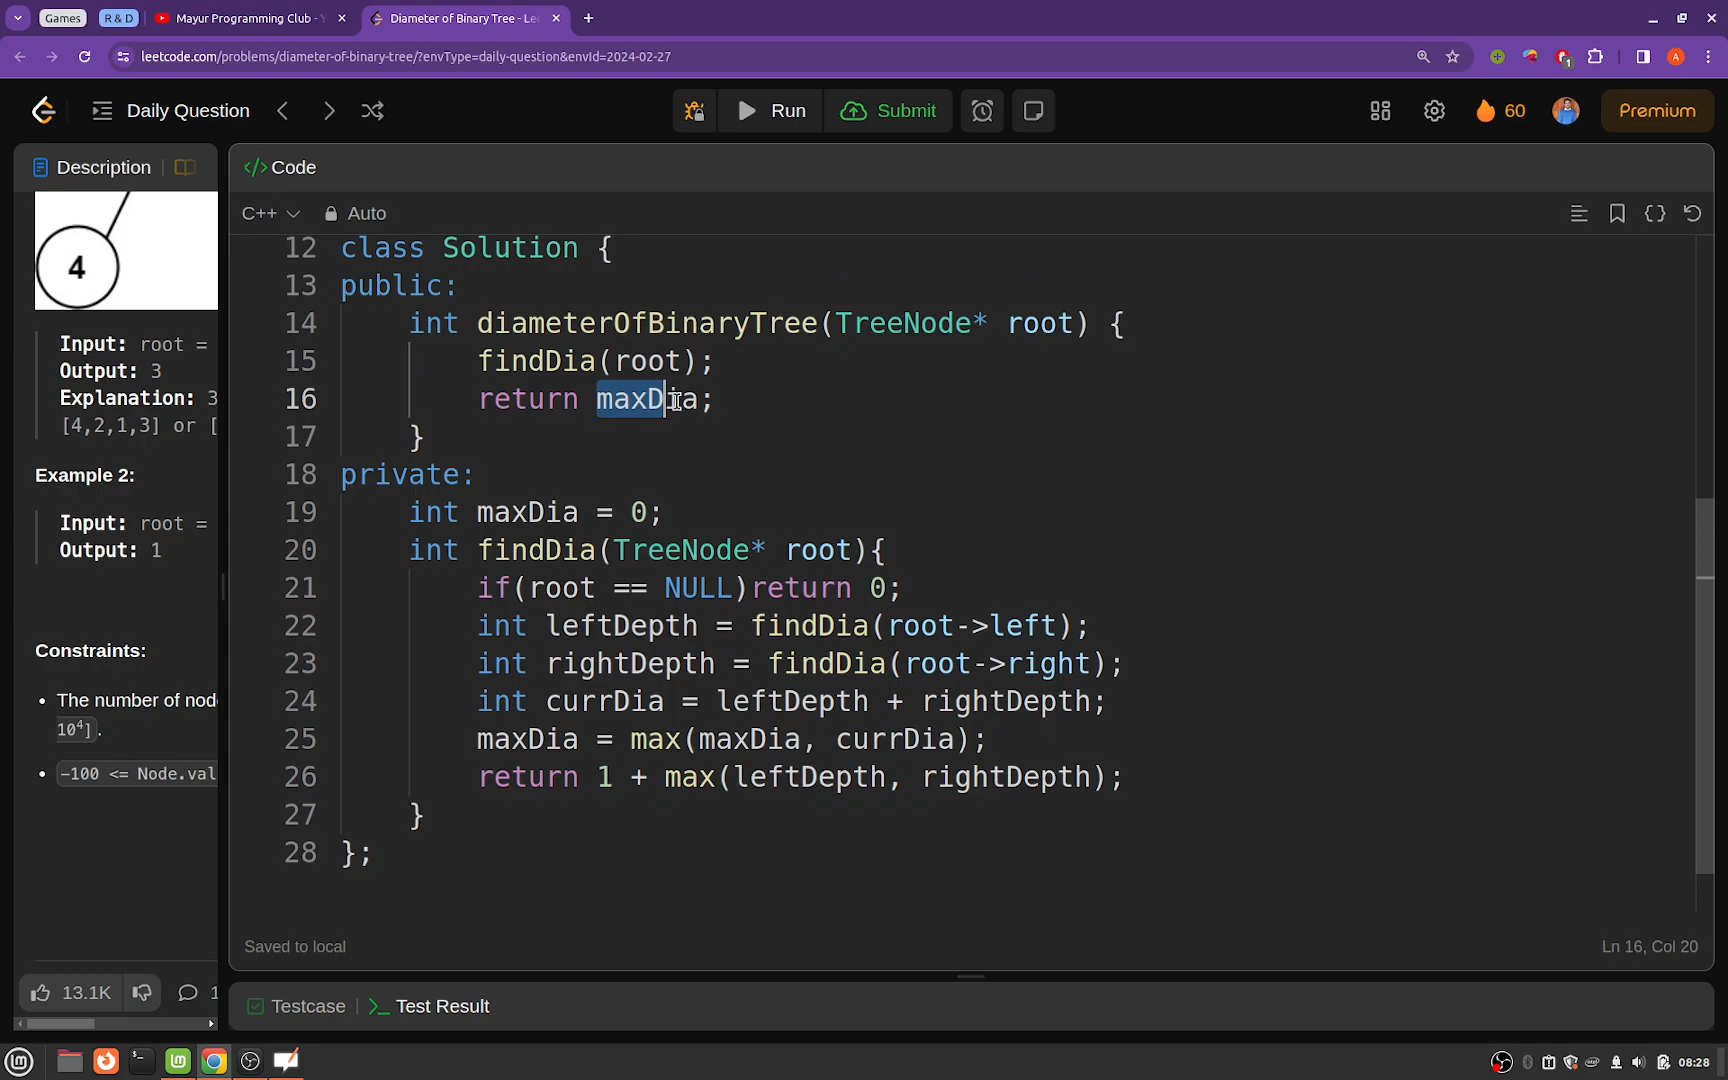 Games
R & D
Mayur Programming Club - Y
Diameter of Binary Tree - Lee
leetcode.com/problems/diameter-of-binary-tree/?envType=daily-question&envId=2024-02-27
A
Daily Question
Run
Submit
60
Premium
Description
Code
C++
Auto
4
Input: root =
Output: 3
Explanation: 3
[4,2,1,3] or [
Example 2:
Input: root =
Output: 1
Constraints:
• The number of nod
10⁴].
• -100 <= Node.val
12 class Solution {
13 public:
14 int diameterOfBinaryTree(TreeNode* root) {
15 findDia(root);
16 return maxDia;
17 }
18 private:
19 int maxDia = 0;
20 int findDia(TreeNode* root){
21 if(root == NULL)return 0;
22 int leftDepth = findDia(root->left);
23 int rightDepth = findDia(root->right);
24 int currDia = leftDepth + rightDepth;
25 maxDia = max(maxDia, currDia);
26 return 1 + max(leftDepth, rightDepth);
27 }
28 };
Saved to local
Ln 16, Col 20
13.1K
1
Testcase
Test Result
08:28